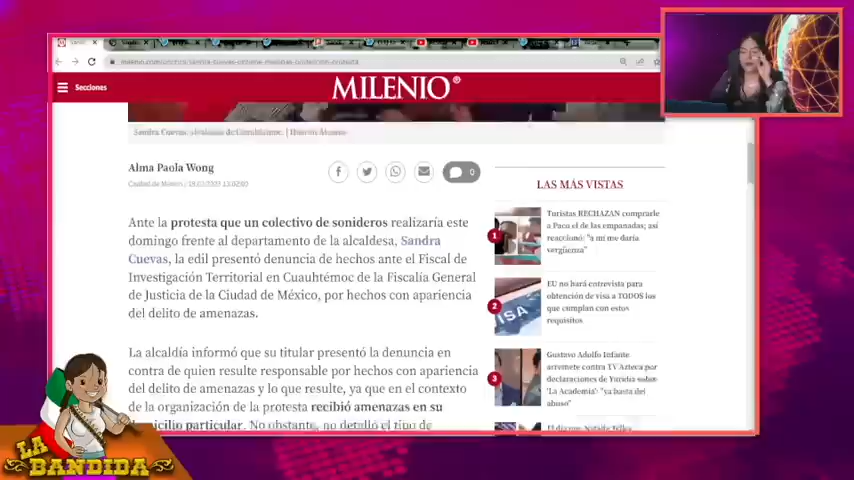 Secciones
MILENIO
Alma Paola Wong
0
Ante la protesta que un colectivo de sonideros realizaría este
domingo frente al departamento de la alcaldesa, Sandra
Cuevas, la edil presentó denuncia de hechos ante el Fiscal de
Investigación Territorial en Cuauhtémoc de la Fiscalía General
de Justicia de la Ciudad de México, por hechos con apariencia
del delito de amenazas.
La alcaldía informó que su titular presentó la denuncia en
contra de quien resulte responsable por hechos con apariencia
del delito de amenazas y lo que resulte, ya que en el contexto
de la organización de la protesta recibió amenazas en su
domicilio particular. No obstante, no detalló el tipo de
LAS MÁS VISTAS
1
Turistas RECHAZAN comprarle
a Paco el de las empanadas; así
reaccionó: "a mí me daría
vergüenza"
2
EU no hará entrevista para
obtención de visa a TODOS los
que cumplan con estos
requisitos
3
Gustavo Adolfo Infante
arremete contra TV Azteca por
declaraciones de Yuridia sobre
'La Academia': "ya basta del
abuso"
LA
BANDIDA